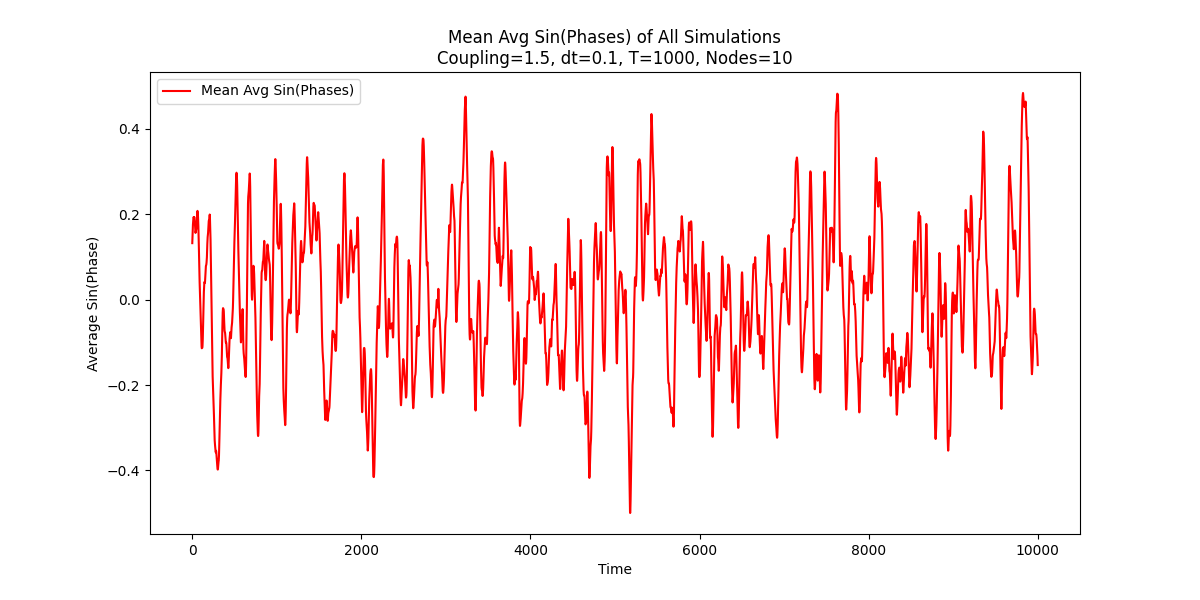 Mean Avg Sin(Phases) of All Simulations
Coupling=1.5, dt=0.1, T=1000, Nodes=10
Mean Avg Sin(Phases)
Average Sin(Phase)
0.4
0.2
0.0
−0.2
−0.4
0 2000 4000 6000 8000 10000
Time